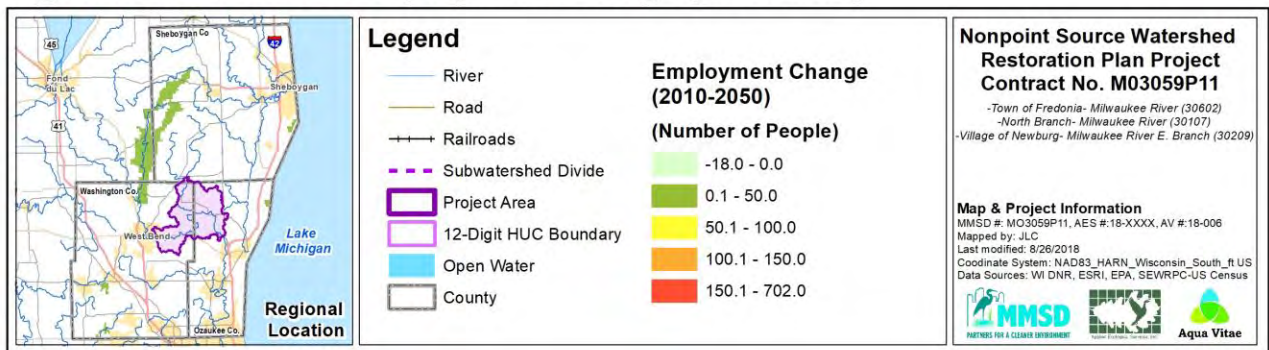 Sheboygan Co
45
42
Fond
du Lac
Sheboygan
41
Washington Co.
West Bend
Lake
Michigan
Regional
Location
Ozaukee Co.
Legend
River
Road
Railroads
Subwatershed Divide
Project Area
12-Digit HUC Boundary
Open Water
County
Employment Change
(2010-2050)
(Number of People)
-18.0 - 0.0
0.1 - 50.0
50.1 - 100.0
100.1 - 150.0
150.1 - 702.0
Nonpoint Source Watershed
Restoration Plan Project
Contract No. M03059P11
-Town of Fredonia- Milwaukee River (30602)
-North Branch- Milwaukee River (30107)
-Village of Newburg- Milwaukee River E. Branch (30209)
Map & Project Information
MMSD #: MO3059P11, AES #:18-XXXX, AV #:18-006
Mapped by: JLC
Last modified: 8/26/2018
Coodinate System: NAD83_HARN_Wisconsin_South_ft US
Data Sources: WI DNR, ESRI, EPA, SEWRPC-US Census
MMSD
PARTNERS FOR A CLEANER ENVIRONMENT
Applied Ecological Services, Inc.
Aqua Vitae